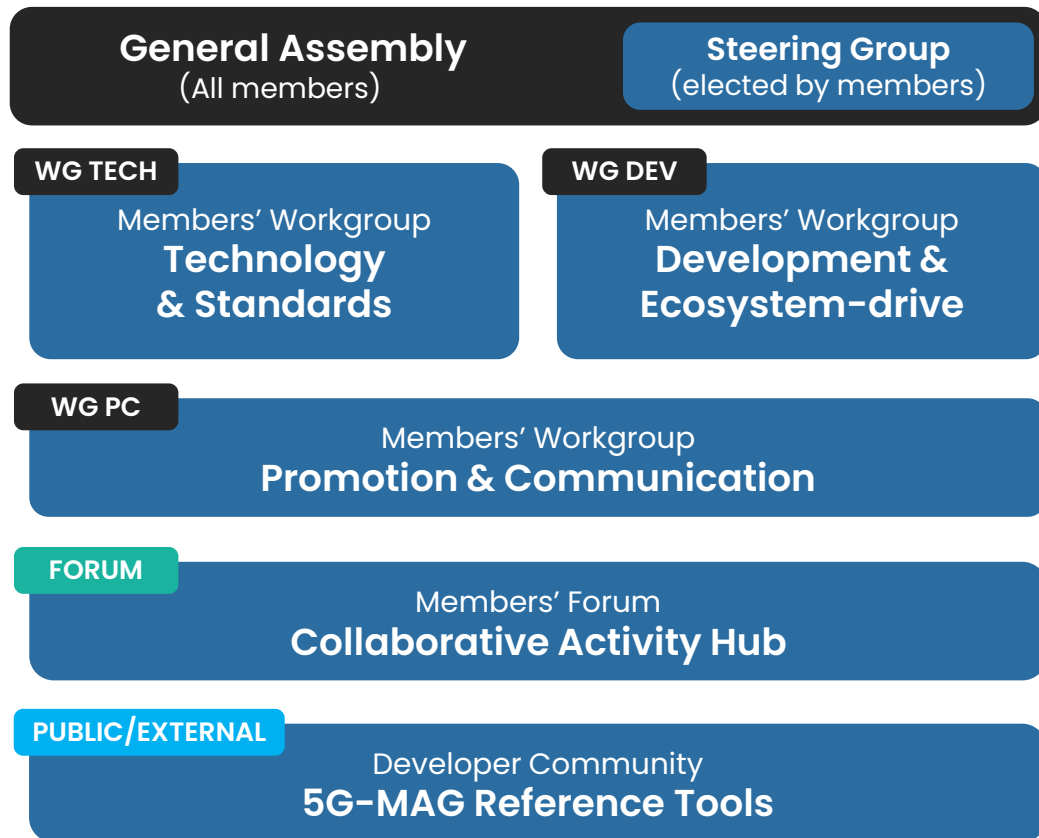 General Assembly
(All members)
Steering Group
(elected by members)
WG TECH
Members’ Workgroup
Technology
& Standards
WG DEV
Members’ Workgroup
Development &
Ecosystem-drive
WG PC
Members’ Workgroup
Promotion & Communication
FORUM
Members’ Forum
Collaborative Activity Hub
PUBLIC/EXTERNAL
Developer Community
5G-MAG Reference Tools